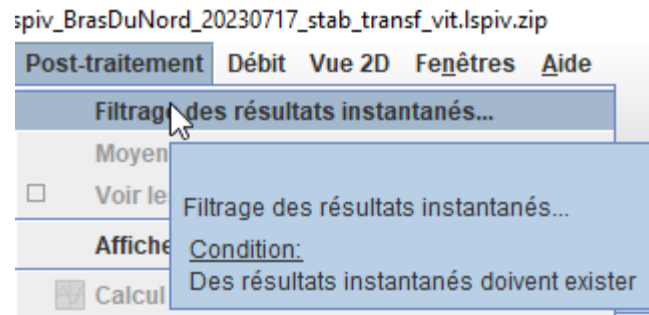 spiv_BrasDuNord_20230717_stab_transf_vit.lspiv.zip
Post-traitement Débit Vue 2D Fenêtres Aide
Filtrage des résultats instantanés...
Moyen
Voir le
Filtrage des résultats instantanés...
Affiche
Condition:
Des résultats instantanés doivent exister
Calcul